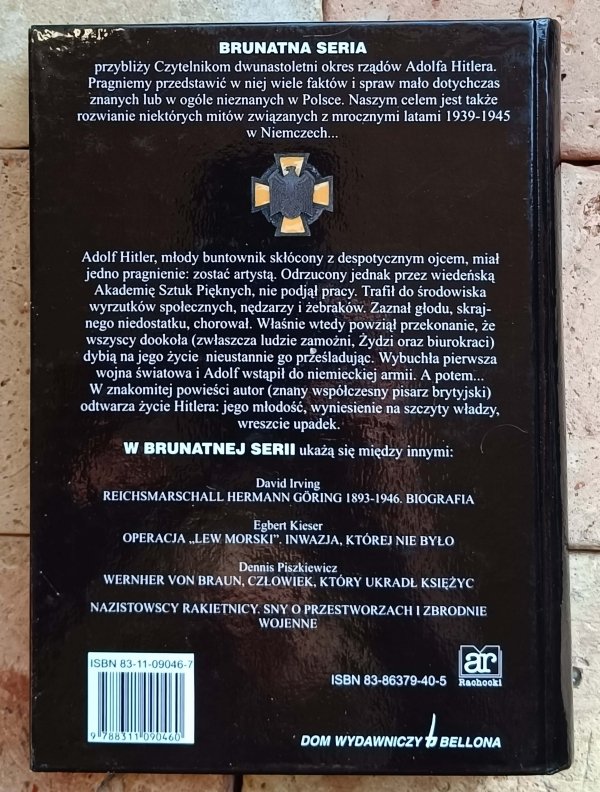 BRUNATNA SERIA
przybliży Czytelnikom dwunastoletni okres rządów Adolfa Hitlera.
Pragniemy przedstawić w niej wiele faktów i spraw mało dotychczas
znanych lub w ogóle nieznanych w Polsce. Naszym celem jest także
rozwianie niektórych mitów związanych z mrocznymi latami 1939-1945
w Niemczech...
Adolf Hitler, młody buntownik skłócony z despotycznym ojcem, miał
jedno pragnienie: zostać artystą. Odrzucony jednak przez wiedeńską
Akademię Sztuk Pięknych, nie podjął pracy. Trafił do środowiska
wyrzutków społecznych, nędzarzy i żebraków. Zaznał głodu, skraj-
nego niedostatku, chorował. Właśnie wtedy powziął przekonanie, że
wszyscy dookoła (zwłaszcza ludzie zamożni, Żydzi oraz biurokraci)
dybią na jego życie nieustannie go prześladując. Wybuchła pierwsza
wojna światowa i Adolf wstąpił do niemieckiej armii. A potem...
W znakomitej powieści autor (znany współczesny pisarz brytyjski)
odtwarza życie Hitlera: jego młodość, wyniesienie na szczyty władzy,
wreszcie upadek.
W BRUNATNEJ SERII ukażą się między innymi:
David Irving
REICHSMARSCHALL HERMANN GÖRING 1893-1946. BIOGRAFIA
Egbert Kieser
OPERACJA „LEW MORSKI”. INWAZJA, KTÓREJ NIE BYŁO
Dennis Piszkiewicz
WERNHER VON BRAUN, CZŁOWIEK, KTÓRY UKRADŁ KSIĘŻYC
NAZISTOWSCY RAKIETNICY. SNY O PRZESTWORZACH I ZBRODNIE
WOJENNE
ISBN 83-11-09046-7
9 788311 090460
ISBN 83-86379-40-5
ar
Rachocki
DOM WYDAWNICZY BELLONA